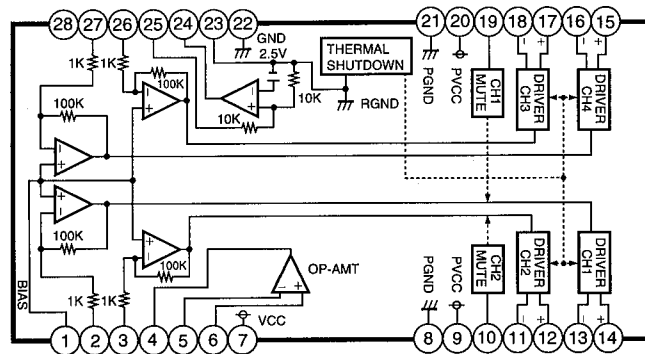 28 27 26 25 24 23 22 21 20 19 18 17 16 15
GND
2.5V
THERMAL
SHUTDOWN
RGND
PGND
PVCC
CH1
MUTE
- + - +
DRIVER
CH3
DRIVER
CH4
1K
1K
100K
100K
10K
10K
- +
- +
- +
- +
+ -
+ -
100K
100K
BIAS
1K
1K
OP-AMT
- +
VCC
PGND
PVCC
CH2
MUTE
DRIVER
CH2
DRIVER
CH1
- + - +
1 2 3 4 5 6 7 8 9 10 11 12 13 14